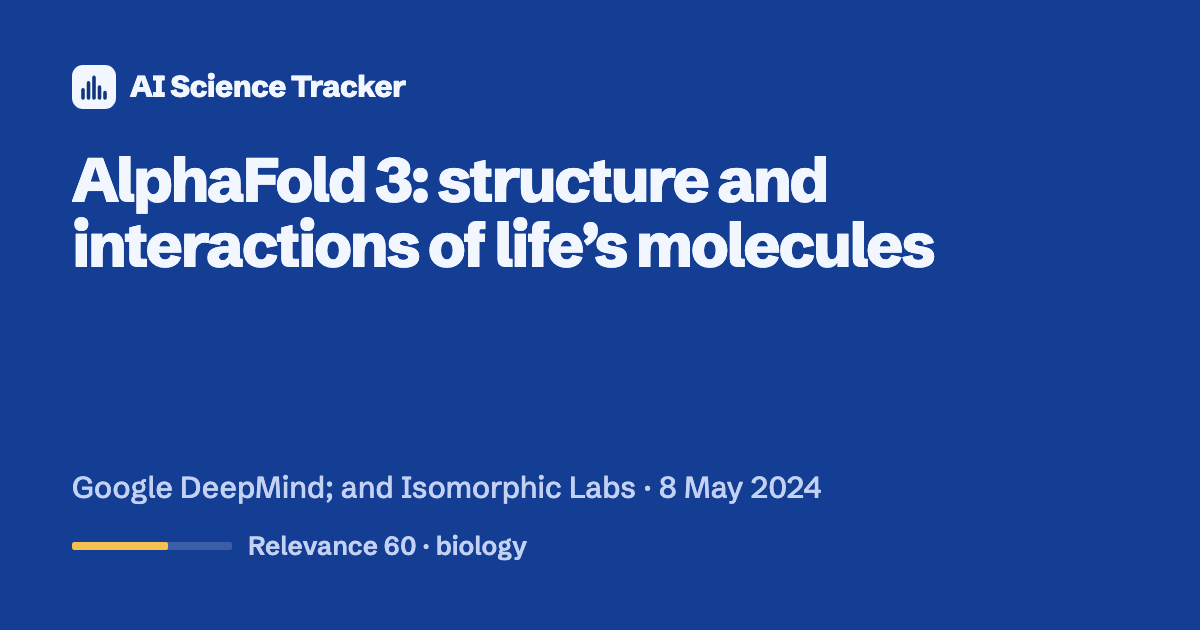 AI Science Tracker
AlphaFold 3: structure and
interactions of life’s molecules
Google DeepMind; and Isomorphic Labs · 8 May 2024
Relevance 60 · biology